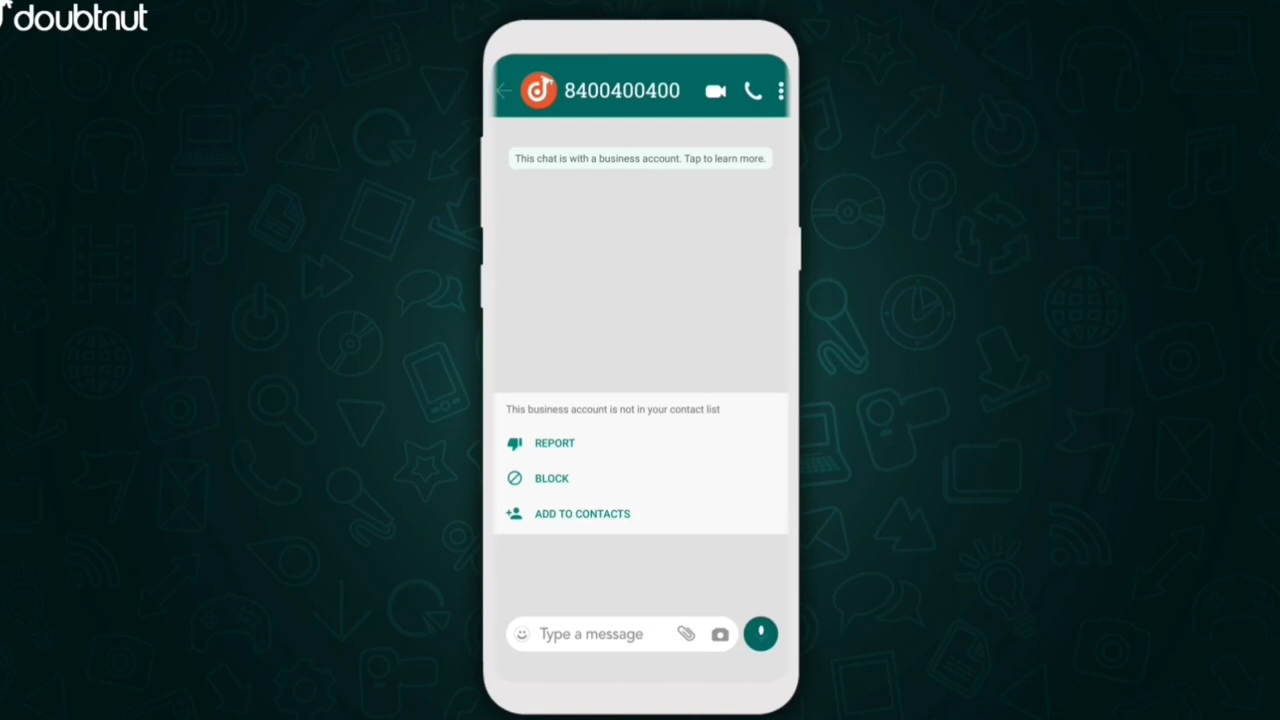 doubtnut
8400400400
This chat is with a business account. Tap to learn more.
This business account is not in your contact list
REPORT
BLOCK
ADD TO CONTACTS
Type a message